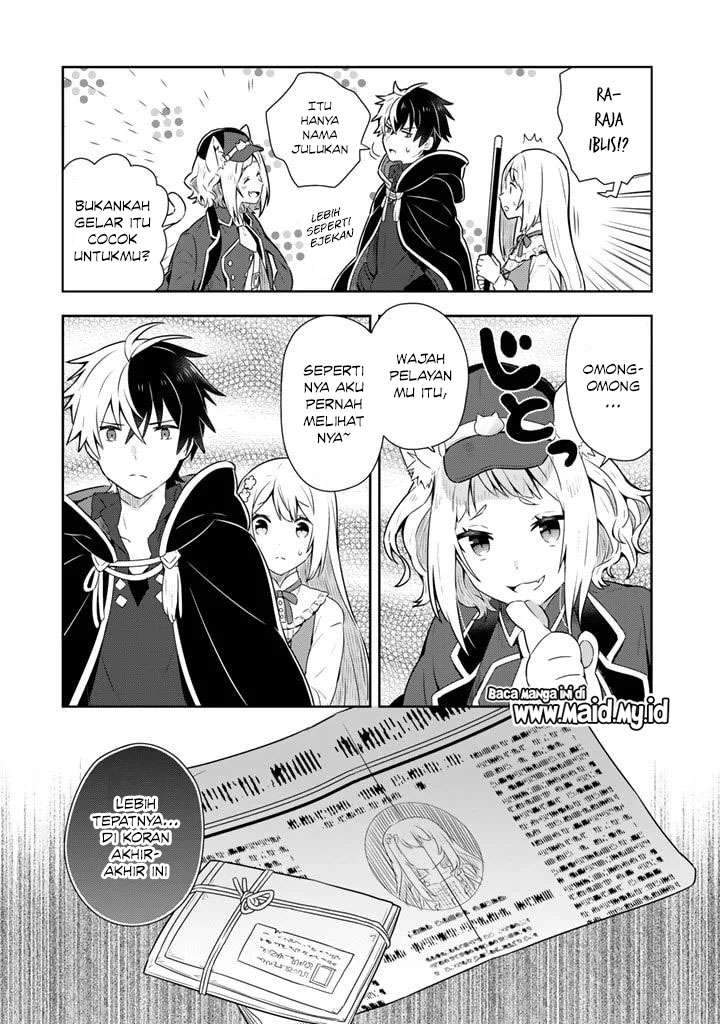 RA-
RAJA
IBLIS!?
ITU
HANYA
NAMA
JULUKAN
LEBIH
SEPERTI
EJEKAN
BUKANKAH
GELAR ITU
COCOK
UNTUKMU?
OMONG-
OMONG
...
じとっ
WAJAH
PELAYAN
MU ITU,
SEPERTI
NYA AKU
PERNAH
MELIHAT
NYA~
Baca Manga ini di
www.Maid.My.id
LEBIH
TEPATNYA...
DI KORAN
AKHIR-
AKHIR INI